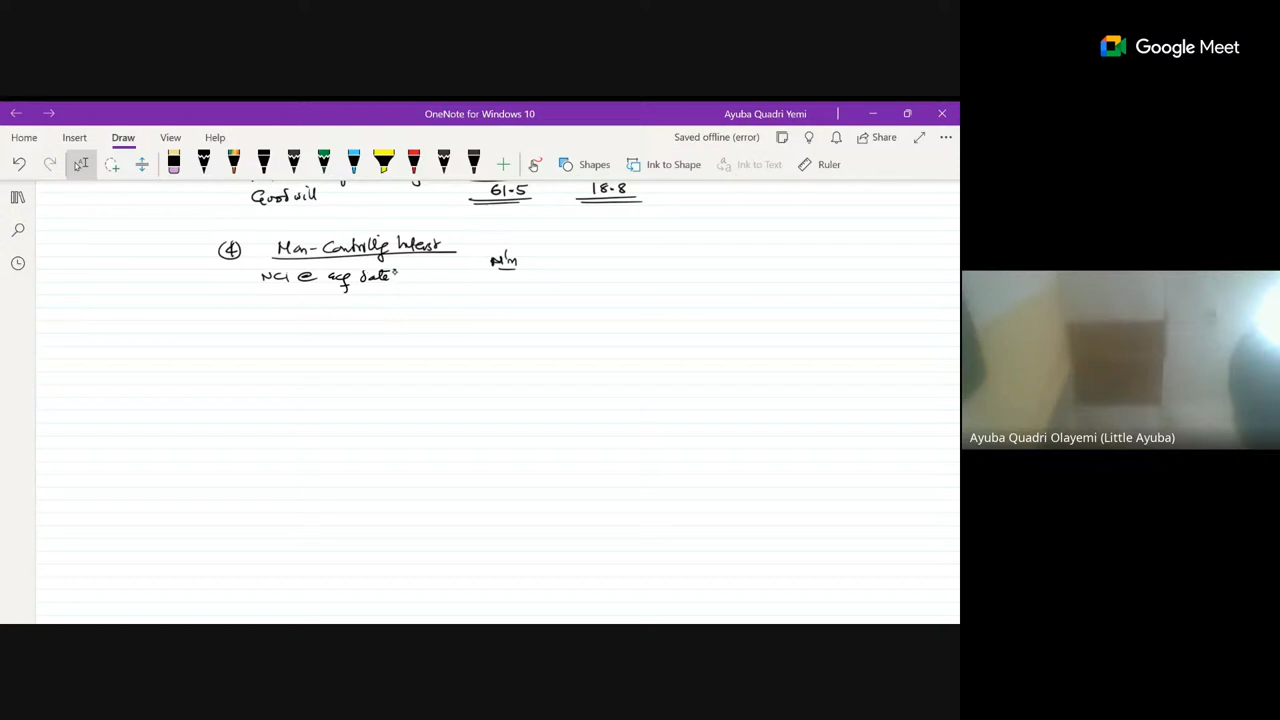 Google Meet
OneNote for Windows 10
Ayuba Quadri Yemi
Home Insert Draw View Help
Saved offline (error)
Share
Shapes
Ink to Shape
Ink to Text
Ruler
Goodwill 61.5 18.8
④ Non-Controlling Interest
N'm
NCI @ acq date
Ayuba Quadri Olayemi (Little Ayuba)